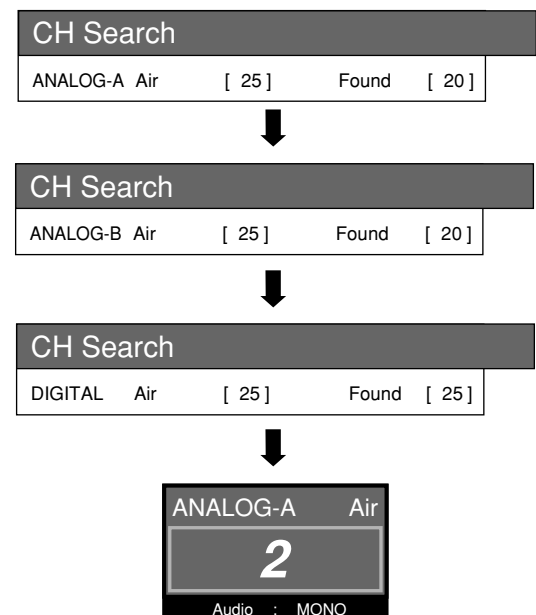 CH Search
ANALOG-A Air [ 25 ] Found [ 20 ]
CH Search
ANALOG-B Air [ 25 ] Found [ 20 ]
CH Search
DIGITAL Air [ 25 ] Found [ 25 ]
ANALOG-A Air
2
Audio : MONO